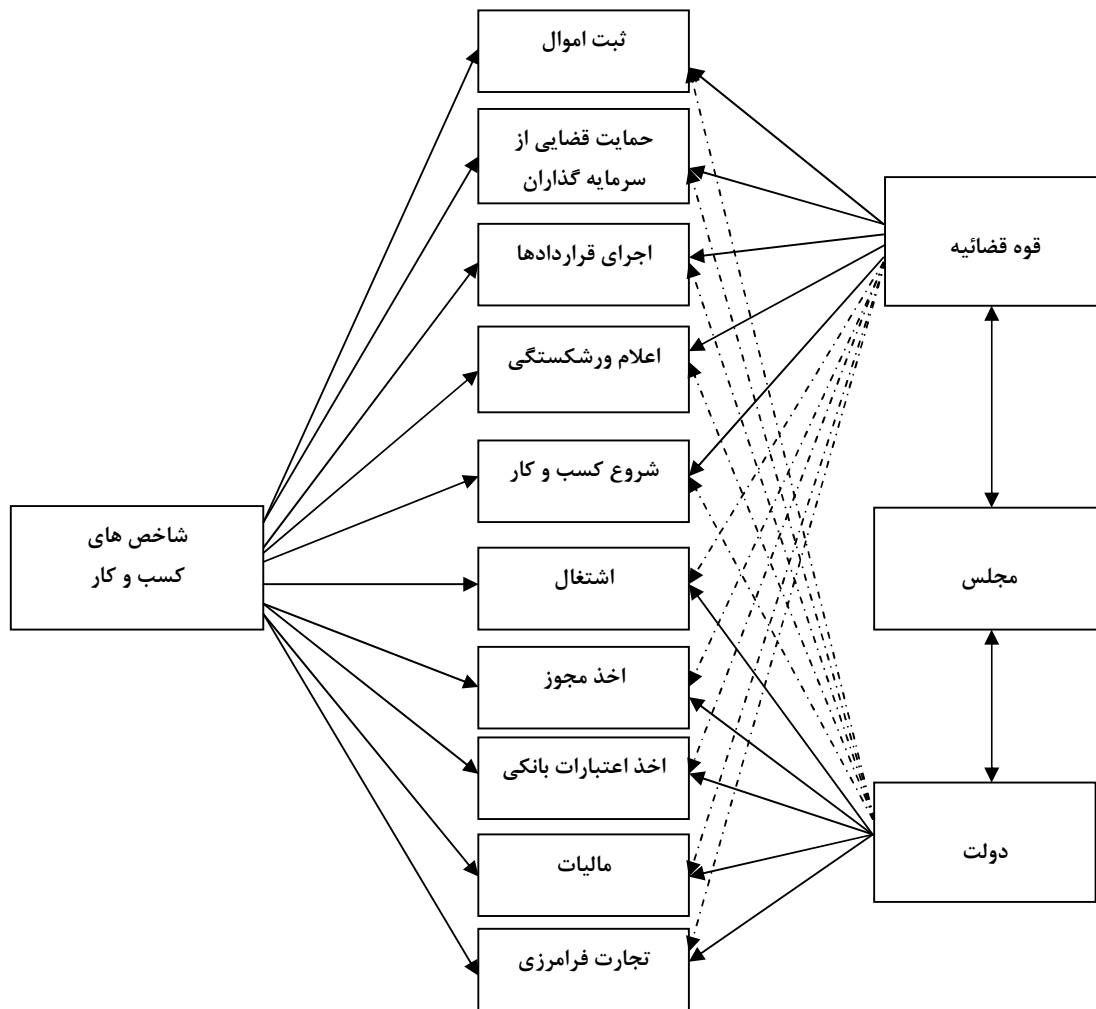 ثبت اموال
حمایت قضایی از
سرمایه گذاران
قوه قضائیه
اجرای قراردادها
اعلام ورشکستگی
شروع کسب و کار
شاخص های
کسب و کار
اشتغال
مجلس
اخذ مجوز
اخذ اعتبارات بانکی
دولت
مالیات
تجارت فرامرزی